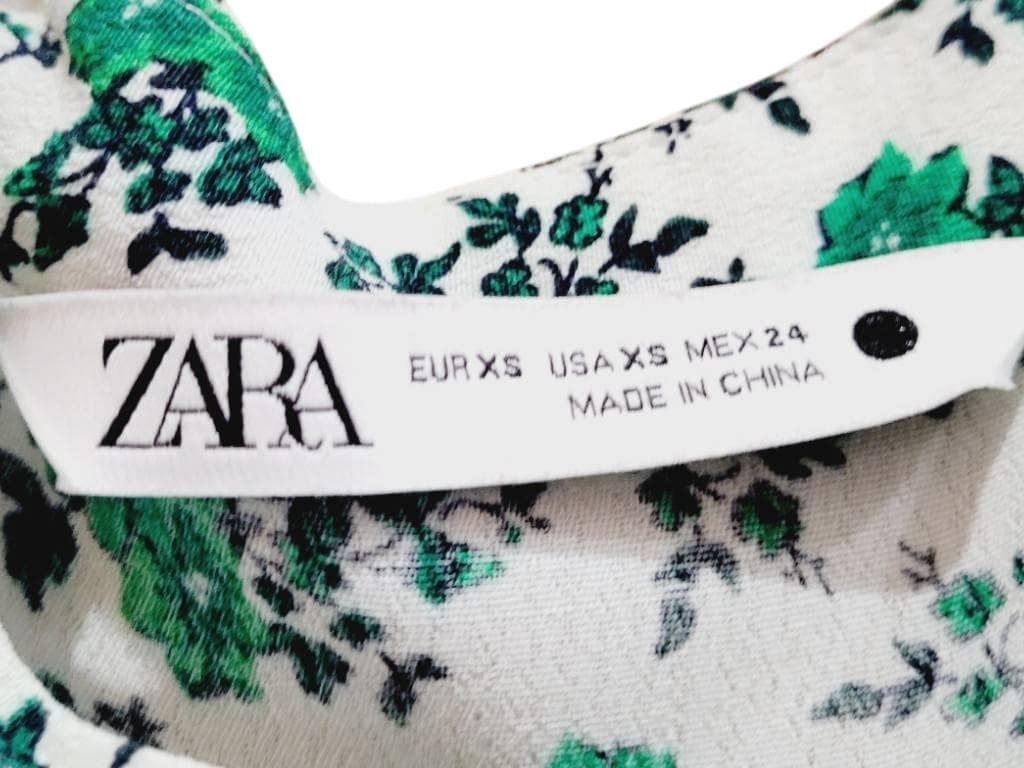 ZARA
EUR XS USA XS MEX 24
MADE IN CHINA